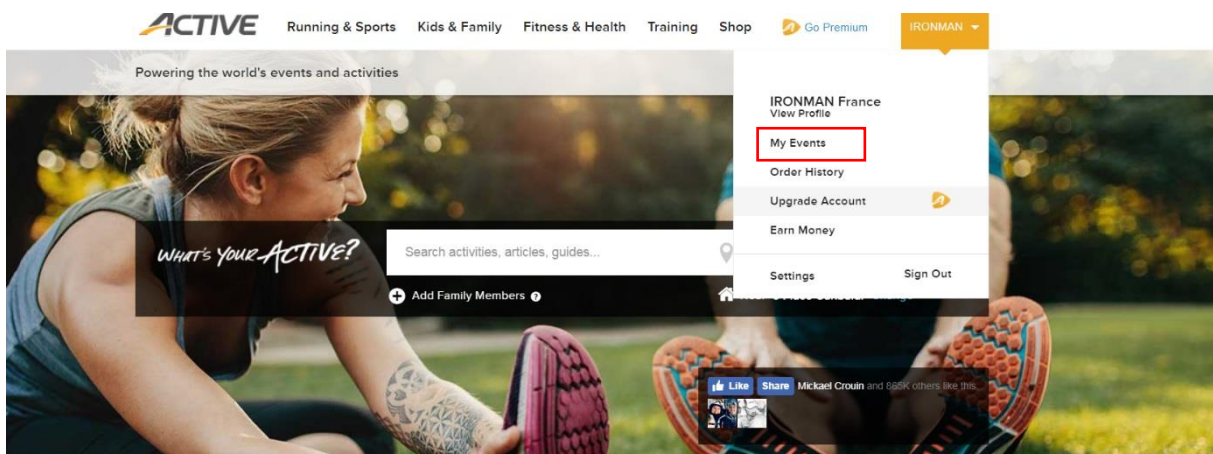 ACTIVE Running & Sports Kids & Family Fitness & Health Training Shop Go Premium IRONMAN
Powering the world's events and activities
IRONMAN France
View Profile
My Events
Order History
Upgrade Account
Earn Money
Settings Sign Out
WHAT'S YOUR ACTIVE?
Search activities, articles, guides...
Add Family Members
Like Share Mickael Crouin and 865K others like this.